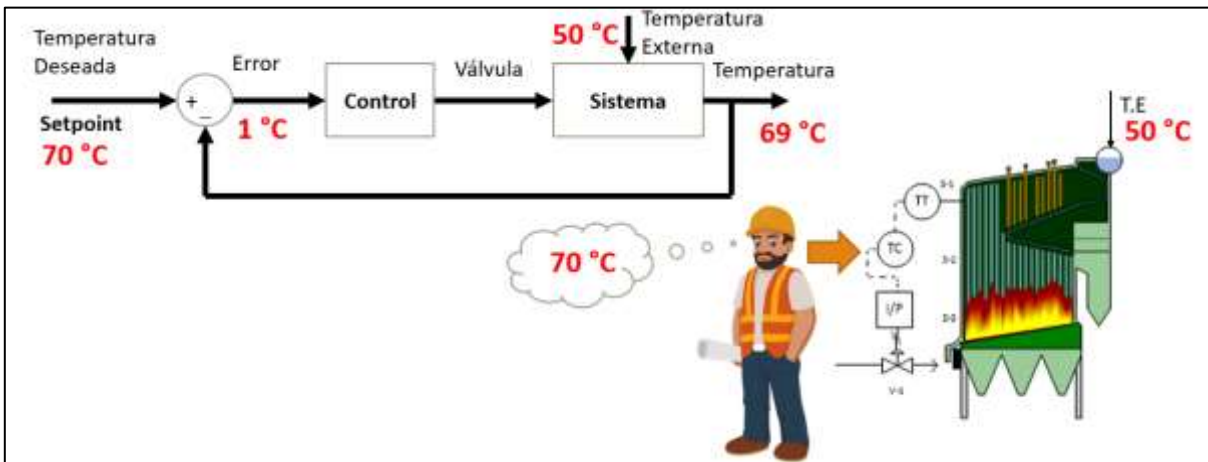 Temperatura
Deseada
Setpoint
70 °C
+
–
Error
1 °C
Control
Válvula
50 °C
Temperatura
Externa
Sistema
Temperatura
69 °C
T.E
50 °C
70 °C
TT
TC
I/P